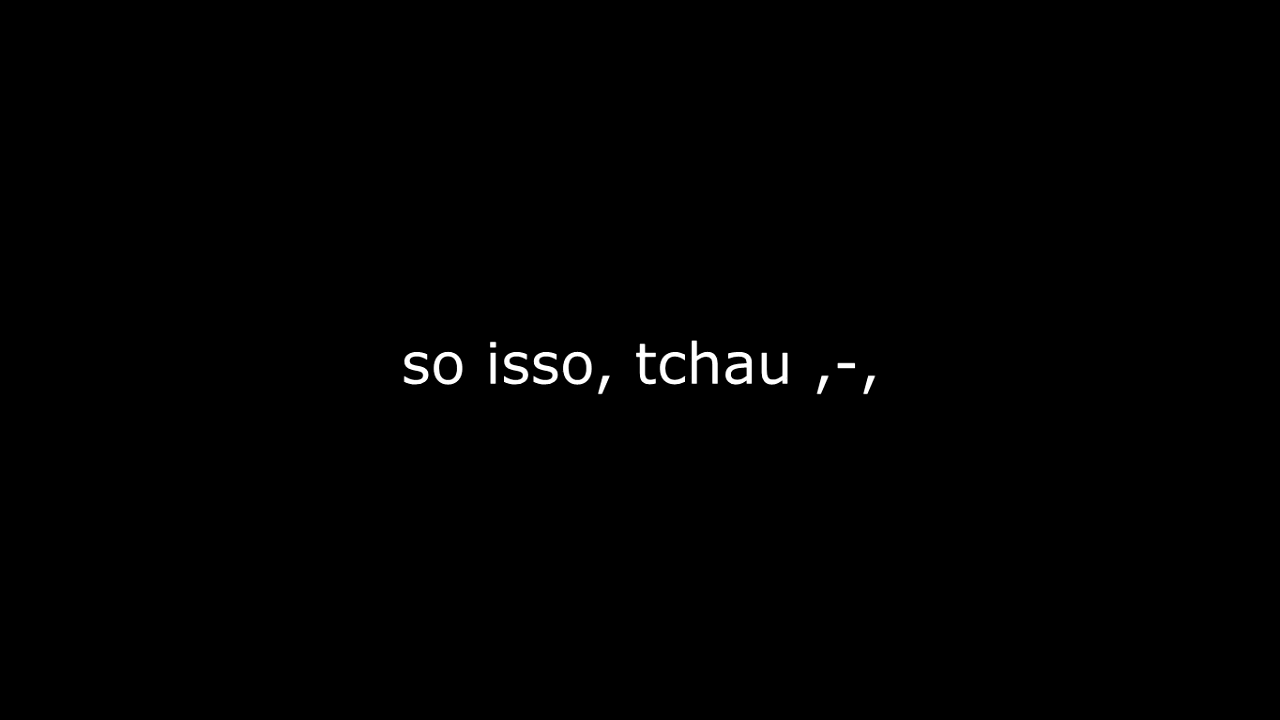 so isso, tchau ,-,